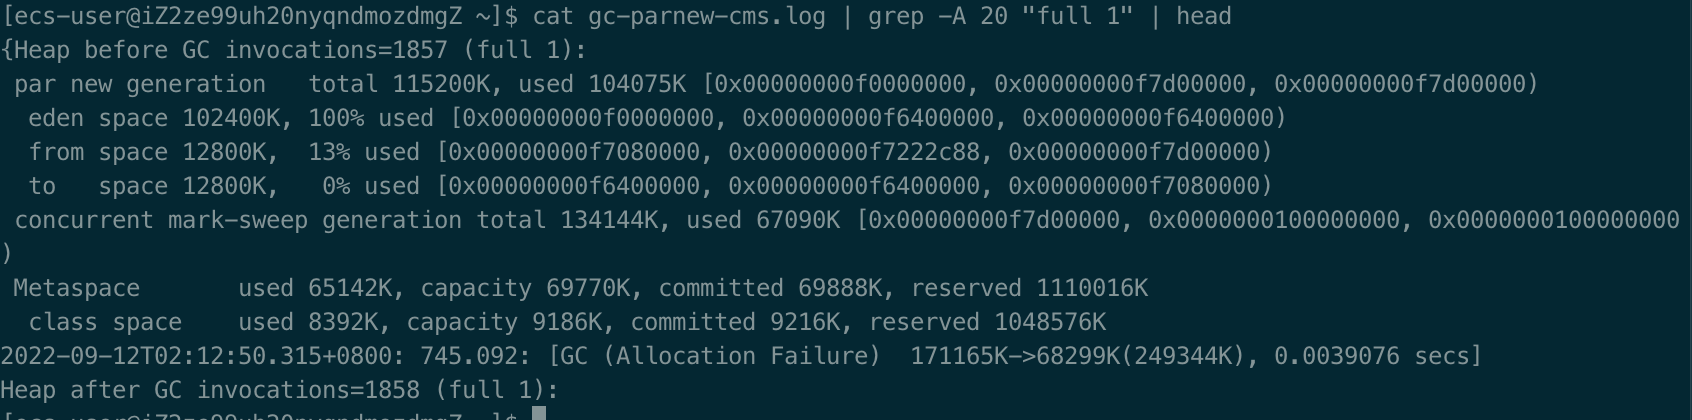 [ecs-user@iZ2ze99uh20nyqndmozdmgZ ~]$ cat gc-parnew-cms.log | grep -A 20 "full 1" | head
{Heap before GC invocations=1857 (full 1):
 par new generation   total 115200K, used 104075K [0x00000000f0000000, 0x00000000f7d00000, 0x00000000f7d00000)
  eden space 102400K, 100% used [0x00000000f0000000, 0x00000000f6400000, 0x00000000f6400000)
  from space 12800K,  13% used [0x00000000f7080000, 0x00000000f7222c88, 0x00000000f7d00000)
  to   space 12800K,   0% used [0x00000000f6400000, 0x00000000f6400000, 0x00000000f7080000)
 concurrent mark-sweep generation total 134144K, used 67090K [0x00000000f7d00000, 0x0000000100000000, 0x0000000100000000
)
 Metaspace       used 65142K, capacity 69770K, committed 69888K, reserved 1110016K
  class space    used 8392K, capacity 9186K, committed 9216K, reserved 1048576K
2022-09-12T02:12:50.315+0800: 745.092: [GC (Allocation Failure)  171165K->68299K(249344K), 0.0039076 secs]
Heap after GC invocations=1858 (full 1):
[ecs-user@iZ2ze99uh20nyqndmozdmgZ ~]$